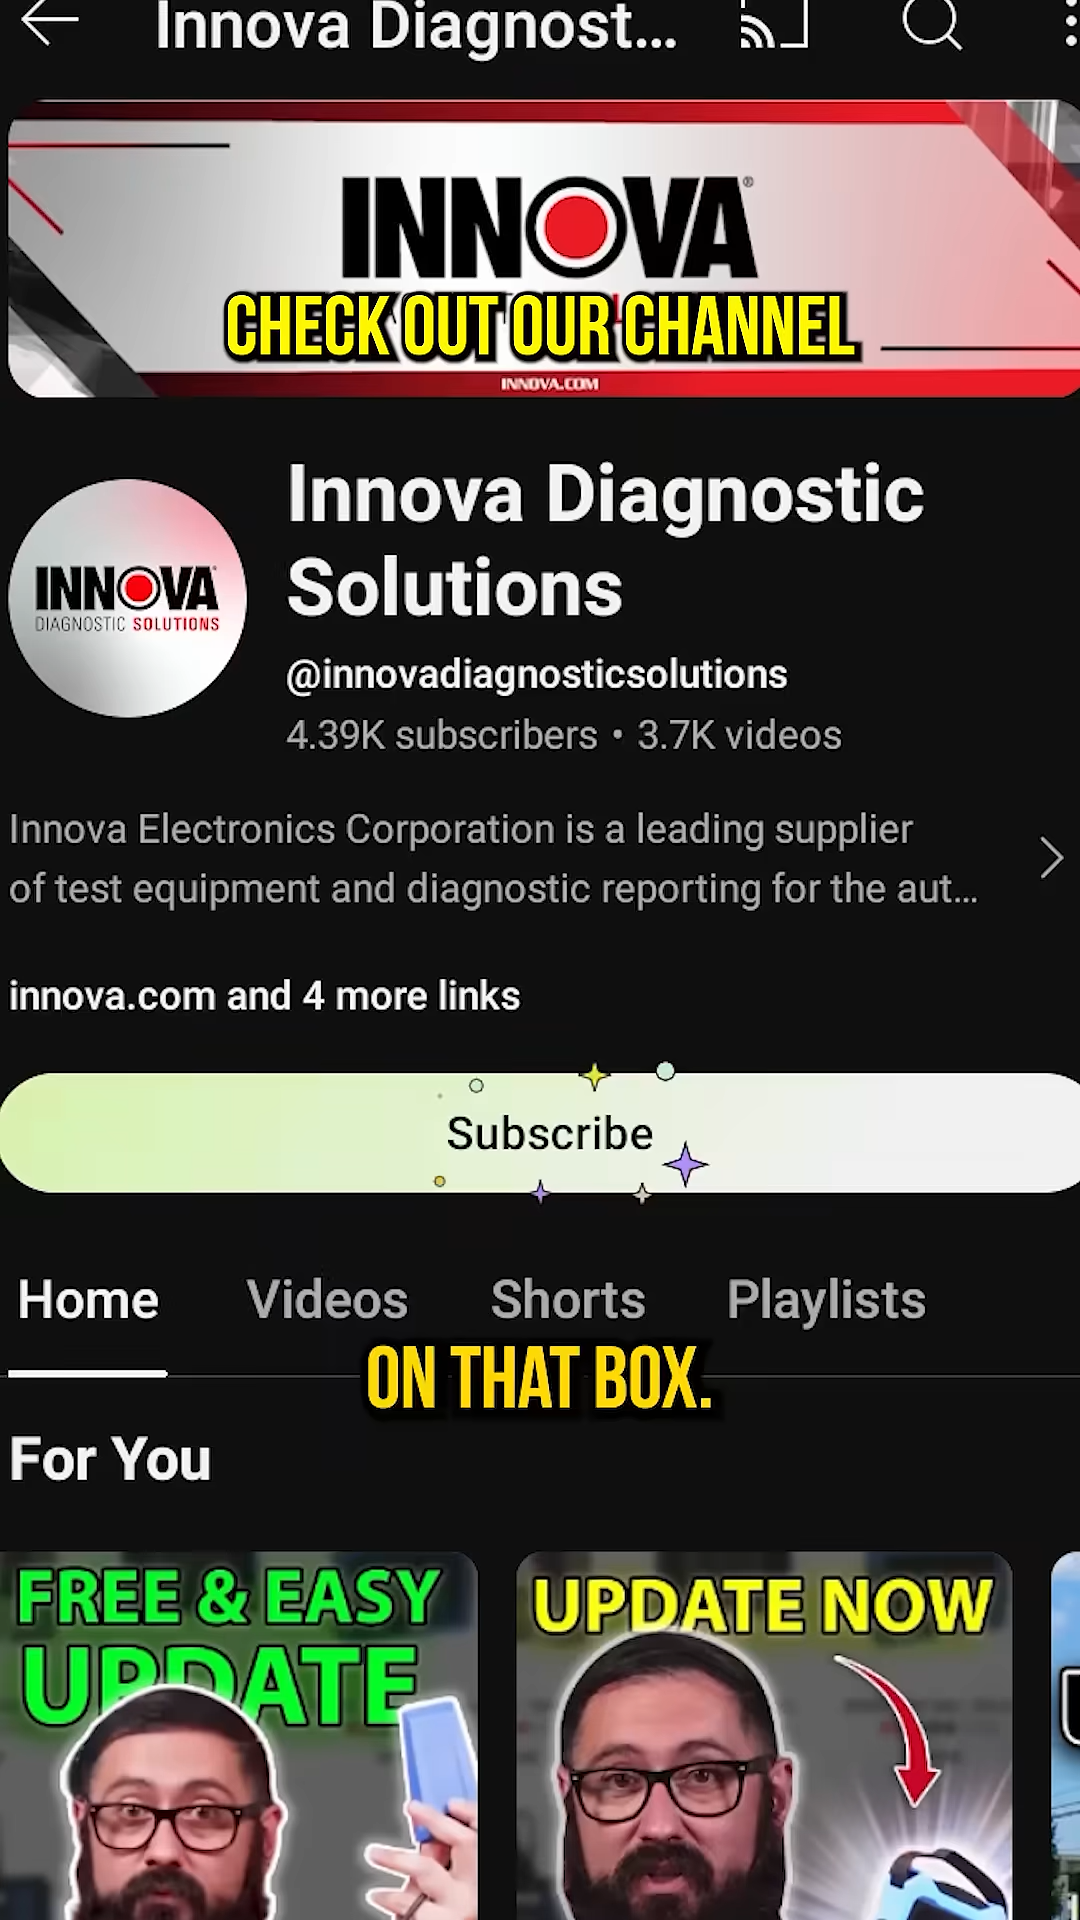 Innova Diagnost...
INNOVA®
CHECK OUT OUR CHANNEL
INNOVA.COM
Innova Diagnostic
Solutions
INNOVA
DIAGNOSTIC SOLUTIONS
@innovadiagnosticsolutions
4.39K subscribers • 3.7K videos
Innova Electronics Corporation is a leading supplier
of test equipment and diagnostic reporting for the aut...
innova.com and 4 more links
Subscribe
Home Videos Shorts Playlists
ON THAT BOX.
For You
FREE & EASY
UPDATE
UPDATE NOW